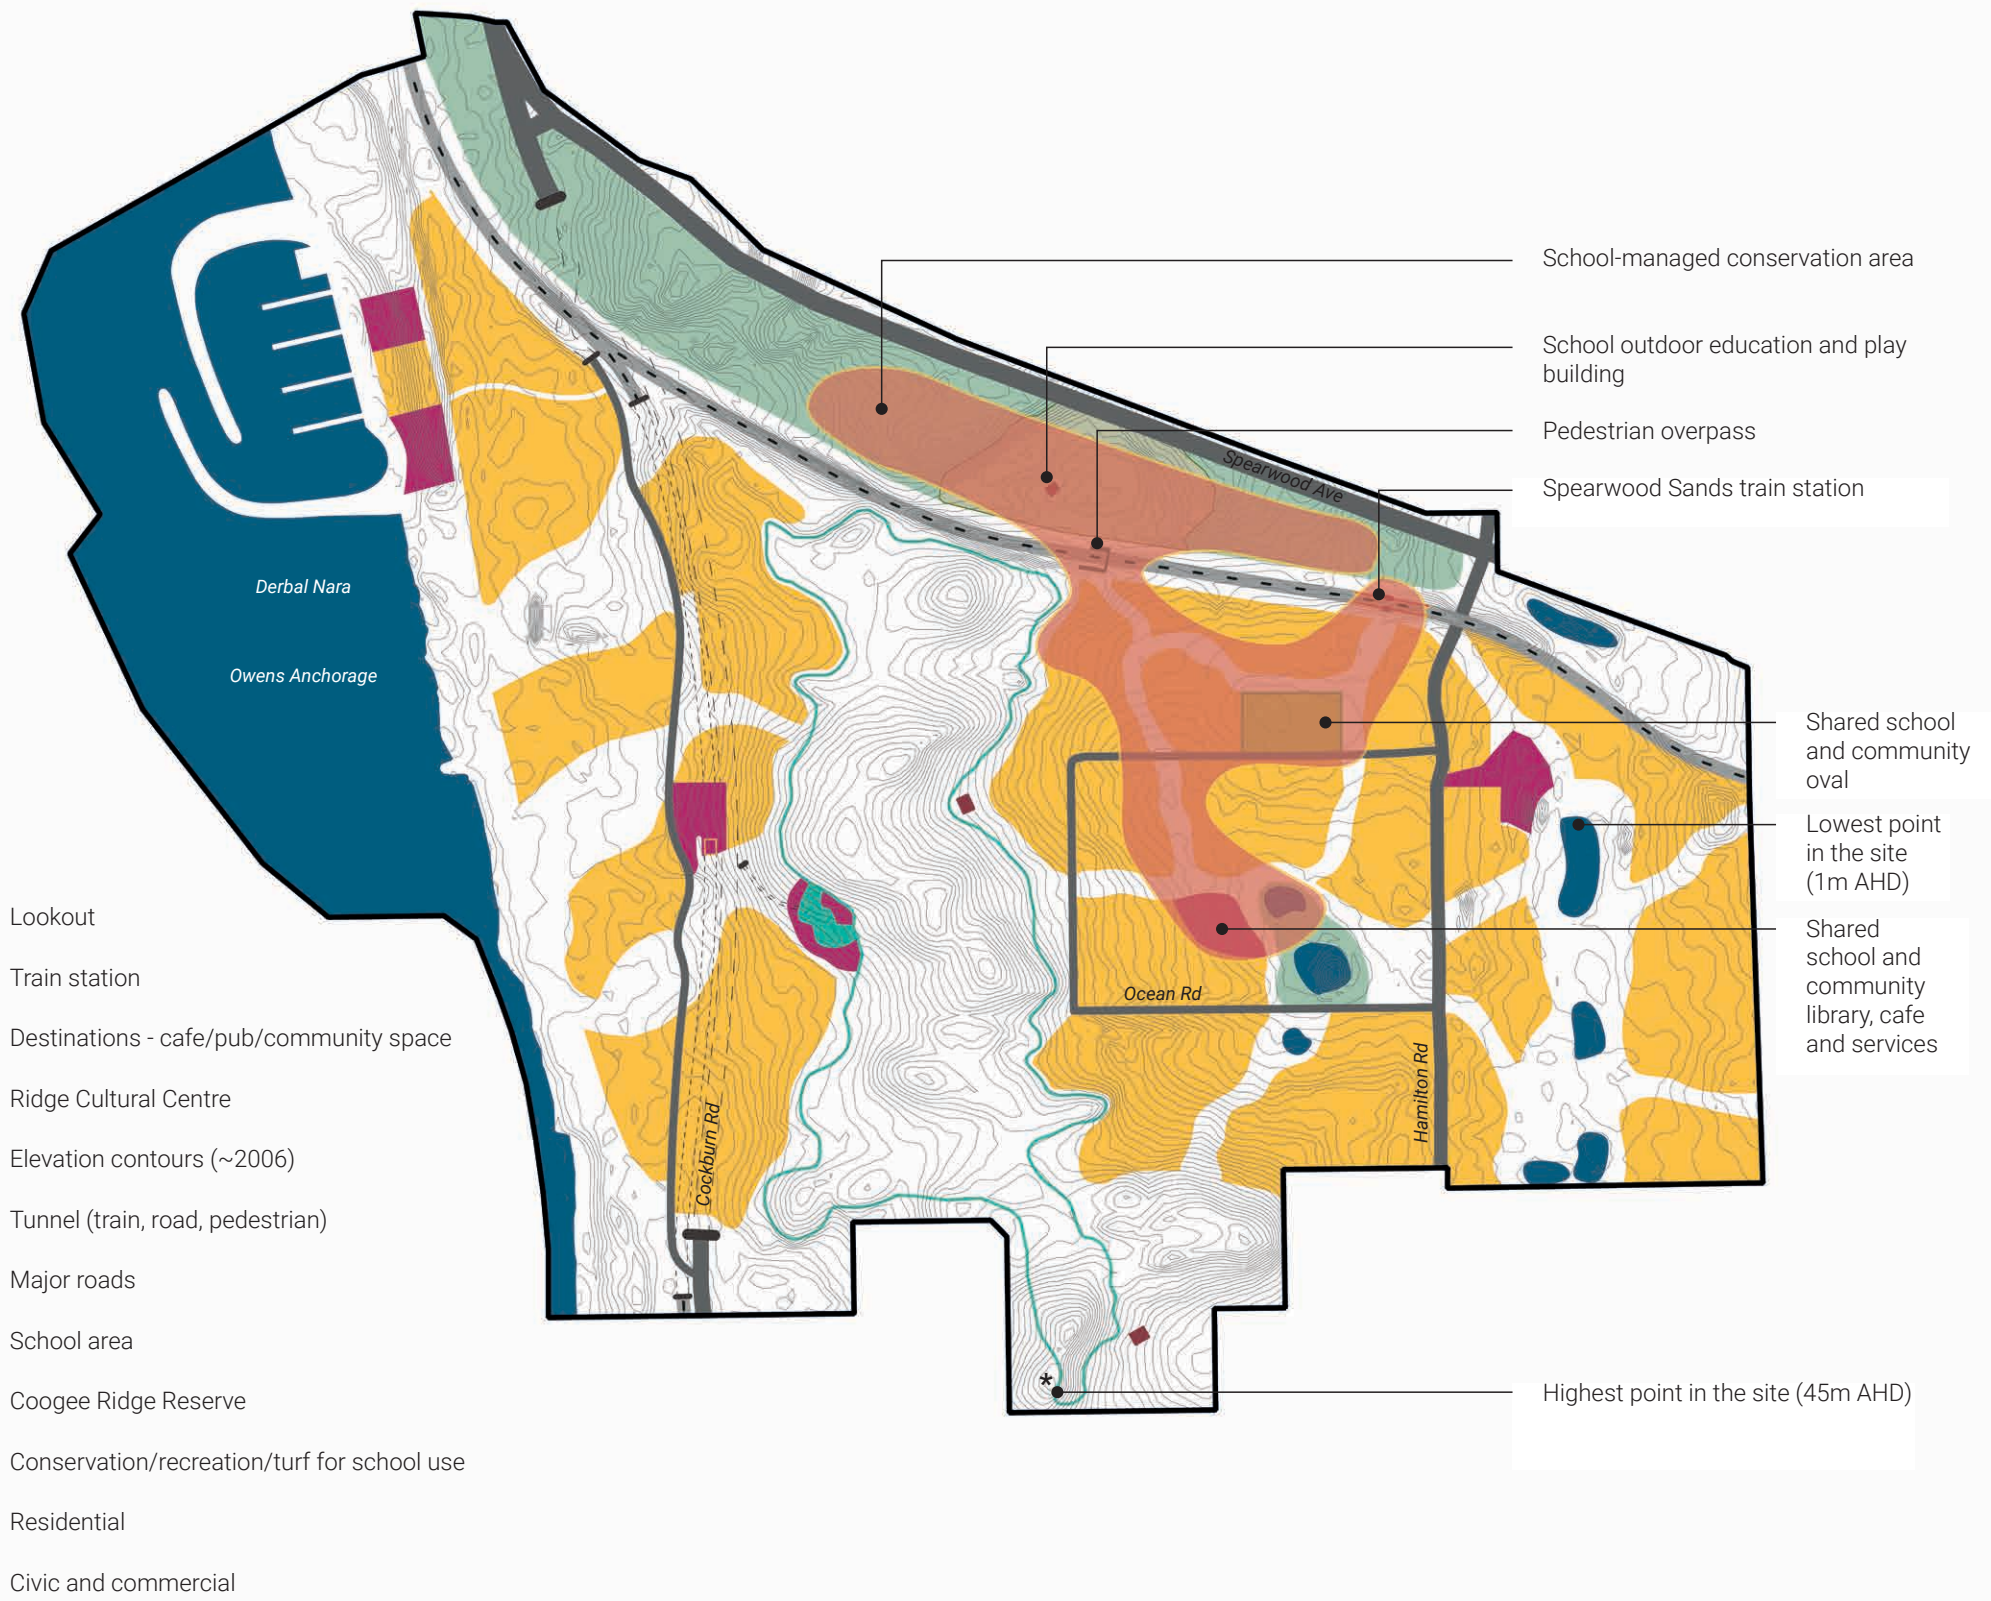 School-managed conservation area
School outdoor education and play
building
Pedestrian overpass
Spearwood Ave
Spearwood Sands train station
Derbal Nara
Owens Anchorage
Shared school
and community
oval
Lowest point
in the site
(1m AHD)
Shared
school and
community
library, cafe
and services
Ocean Rd
Hamilton Rd
Cockburn Rd
*
Highest point in the site (45m AHD)
Lookout
Train station
Destinations - cafe/pub/community space
Ridge Cultural Centre
Elevation contours (~2006)
Tunnel (train, road, pedestrian)
Major roads
School area
Coogee Ridge Reserve
Conservation/recreation/turf for school use
Residential
Civic and commercial